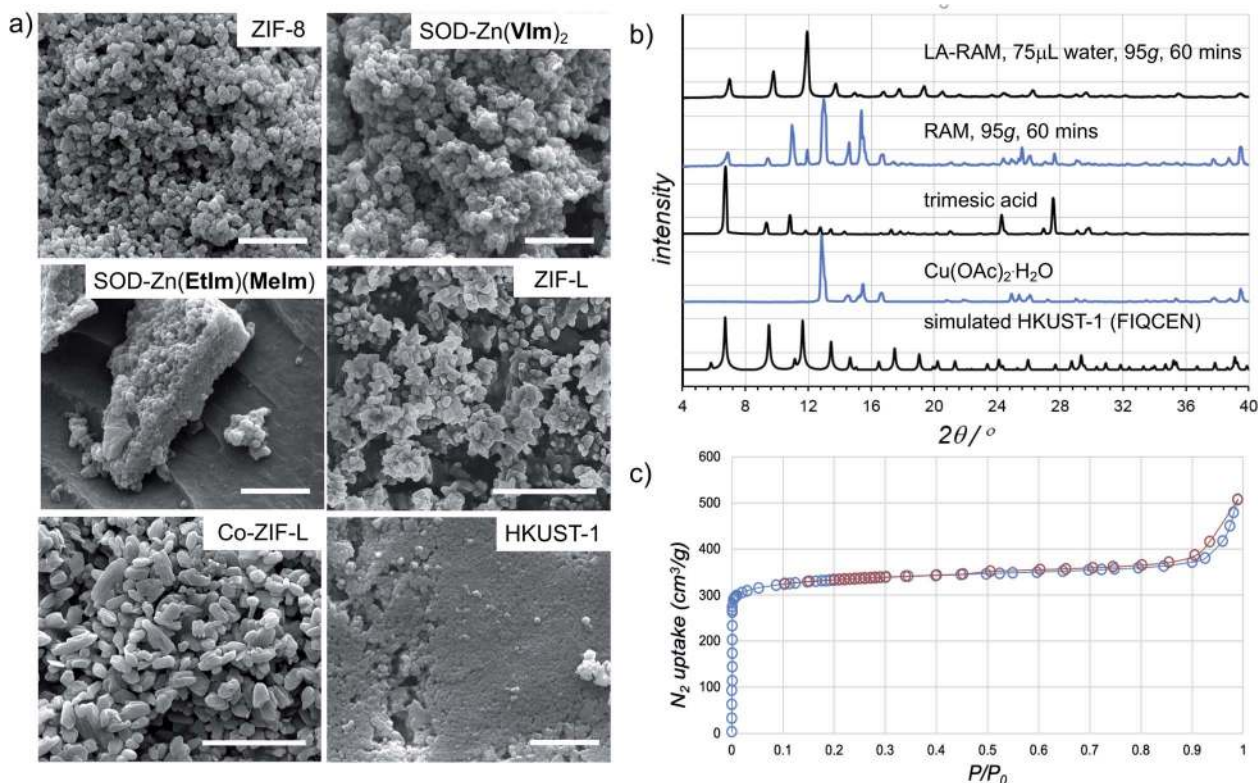 a)
ZIF-8
SOD-Zn(VIm)₂
SOD-Zn(EtIm)(MeIm)
ZIF-L
Co-ZIF-L
HKUST-1
b)
LA-RAM, 75μL water, 95g, 60 mins
RAM, 95g, 60 mins
trimesic acid
Cu(OAc)₂·H₂O
simulated HKUST-1 (FIQCEN)
intensity
4 8 12 16 20 24 28 32 36 40
2θ/°
c)
600
500
400
300
200
100
0
N₂ uptake (cm³/g)
0 0.1 0.2 0.3 0.4 0.5 0.6 0.7 0.8 0.9 1
P/P₀